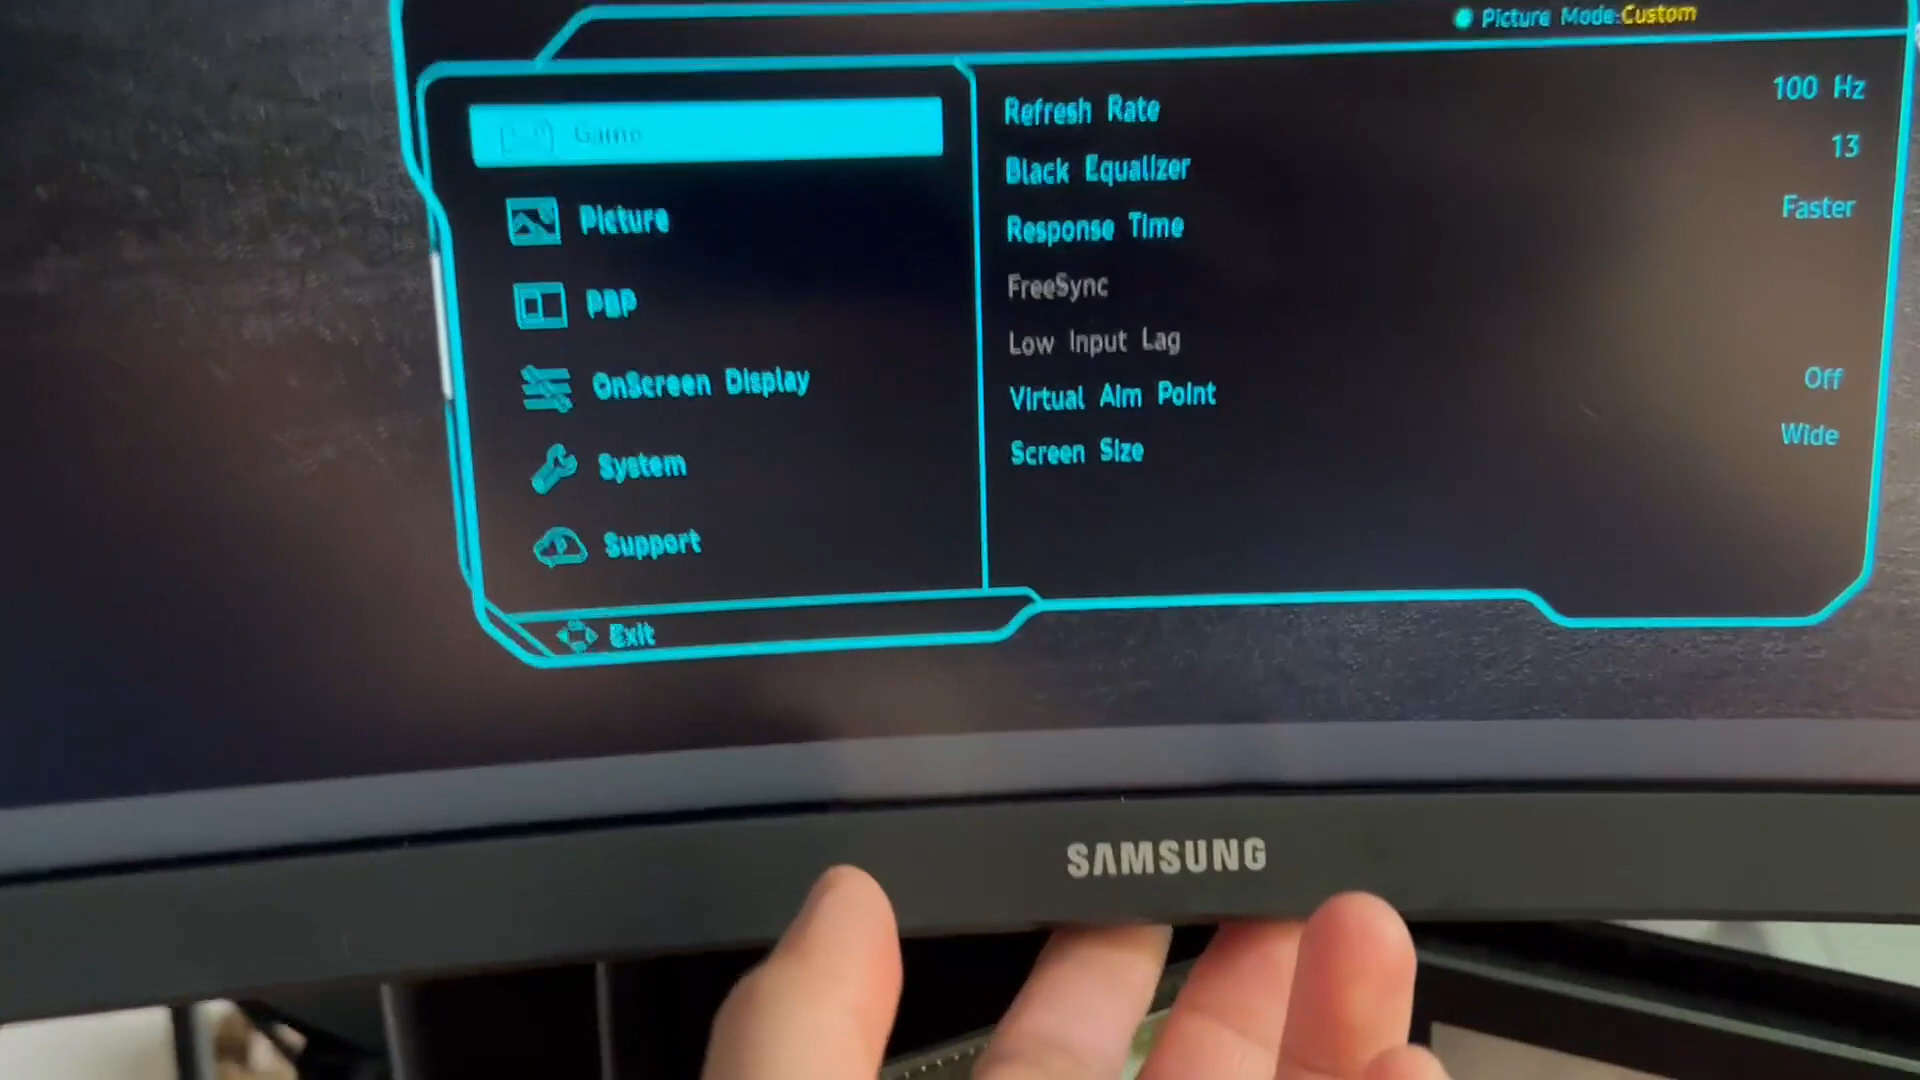 Picture Mode:Custom
Game
Picture
PBP
OnScreen Display
System
Support
Exit
Refresh Rate 100 Hz
Black Equalizer 13
Response Time Faster
FreeSync
Low Input Lag
Virtual Aim Point Off
Screen Size Wide
SAMSUNG